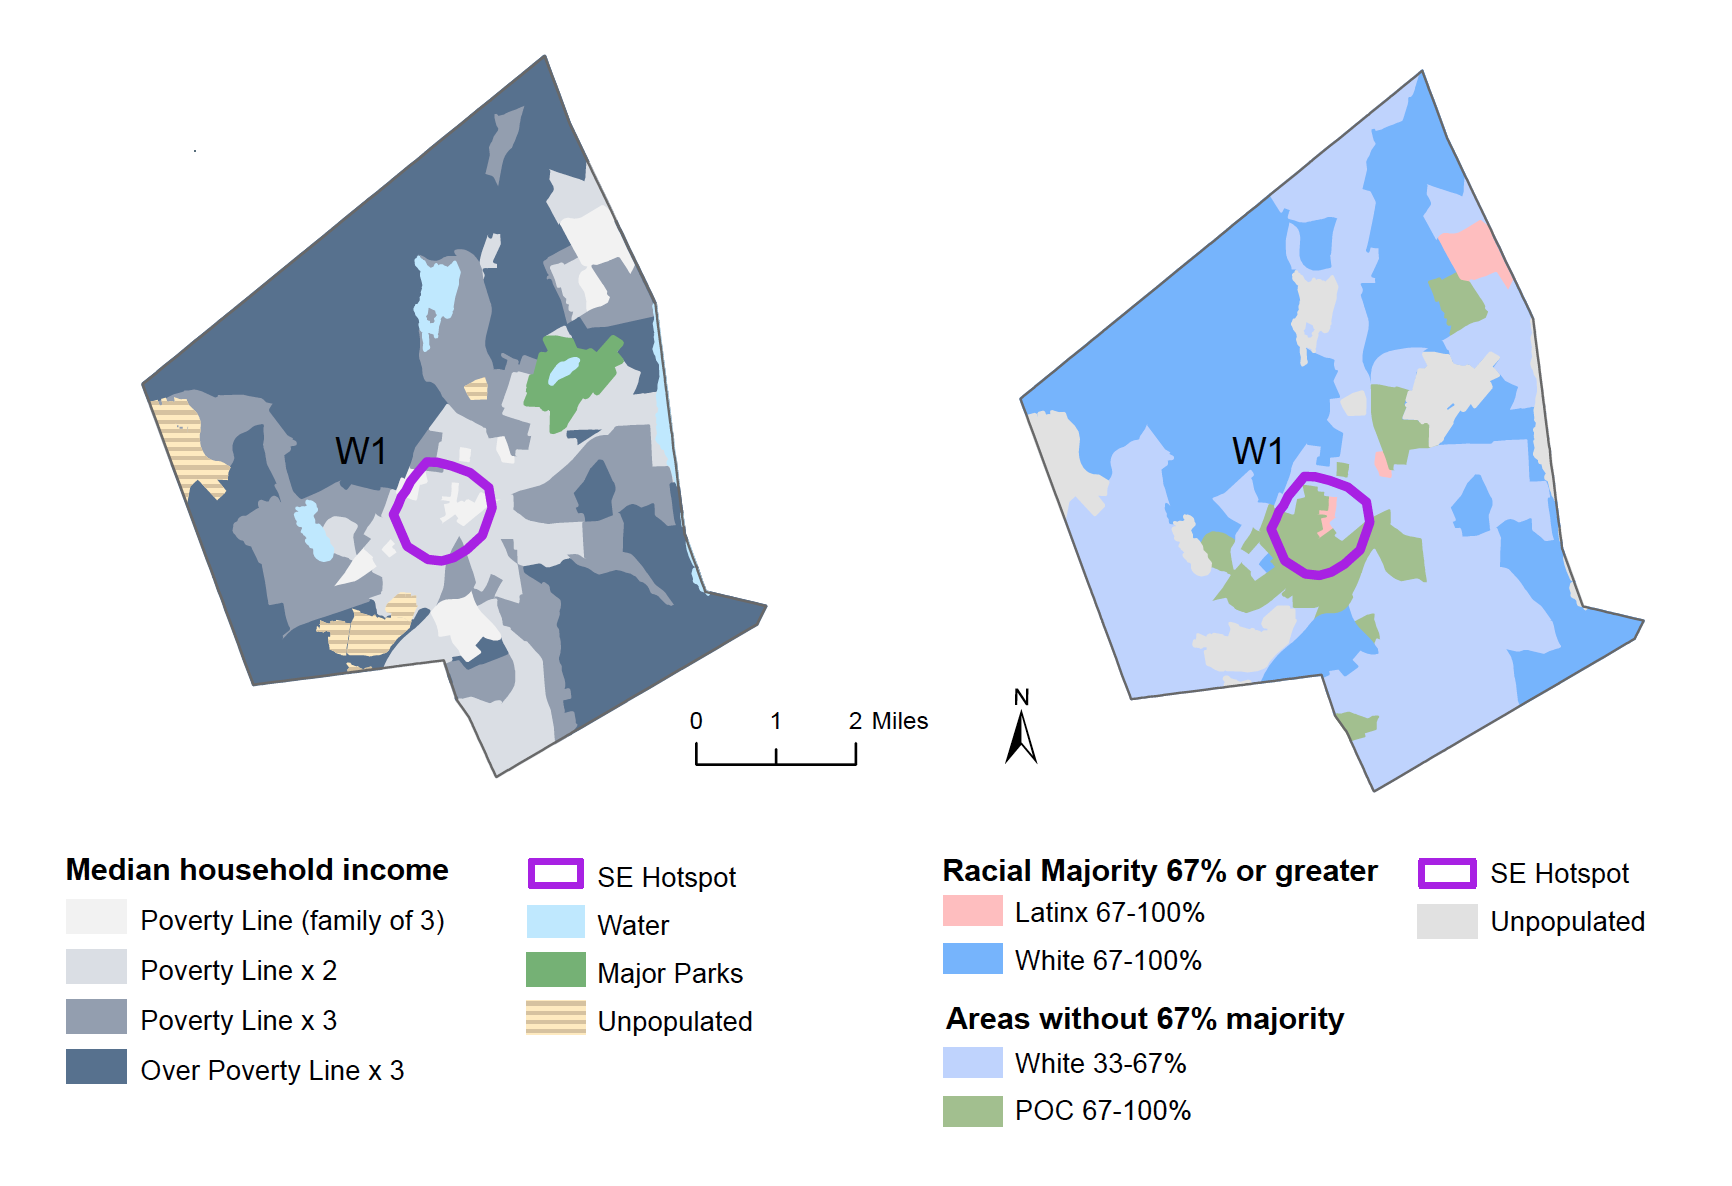 W1
W1
N
0 1 2 Miles
Median household income
Poverty Line (family of 3)
Poverty Line x 2
Poverty Line x 3
Over Poverty Line x 3
SE Hotspot
Water
Major Parks
Unpopulated
Racial Majority 67% or greater
Latinx 67-100%
White 67-100%
Areas without 67% majority
White 33-67%
POC 67-100%
SE Hotspot
Unpopulated